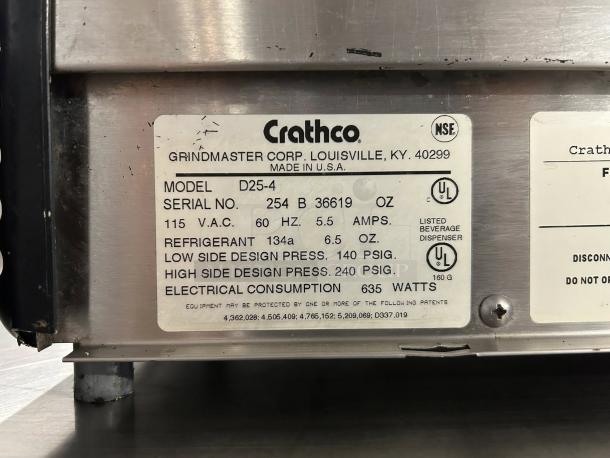 Crathco®
NSF
GRINDMASTER CORP. LOUISVILLE, KY. 40299
MADE IN U.S.A.
MODEL D25-4
SERIAL NO. 254 B 36619 OZ
115 V.A.C. 60 HZ. 5.5 AMPS.
REFRIGERANT 134a 6.5 OZ.
LOW SIDE DESIGN PRESS. 140 PSIG.
HIGH SIDE DESIGN PRESS. 240 PSIG.
ELECTRICAL CONSUMPTION 635 WATTS
EQUIPMENT MAY BE PROTECTED BY ONE OR MORE OF THE FOLLOWING PATENTS
4,362,028; 4,505,409; 4,765,152; 5,209,069; D337,019
C UL
LISTED
BEVERAGE
DISPENSER
UL
160 G
Crath
F
DISCONN
DO NOT O